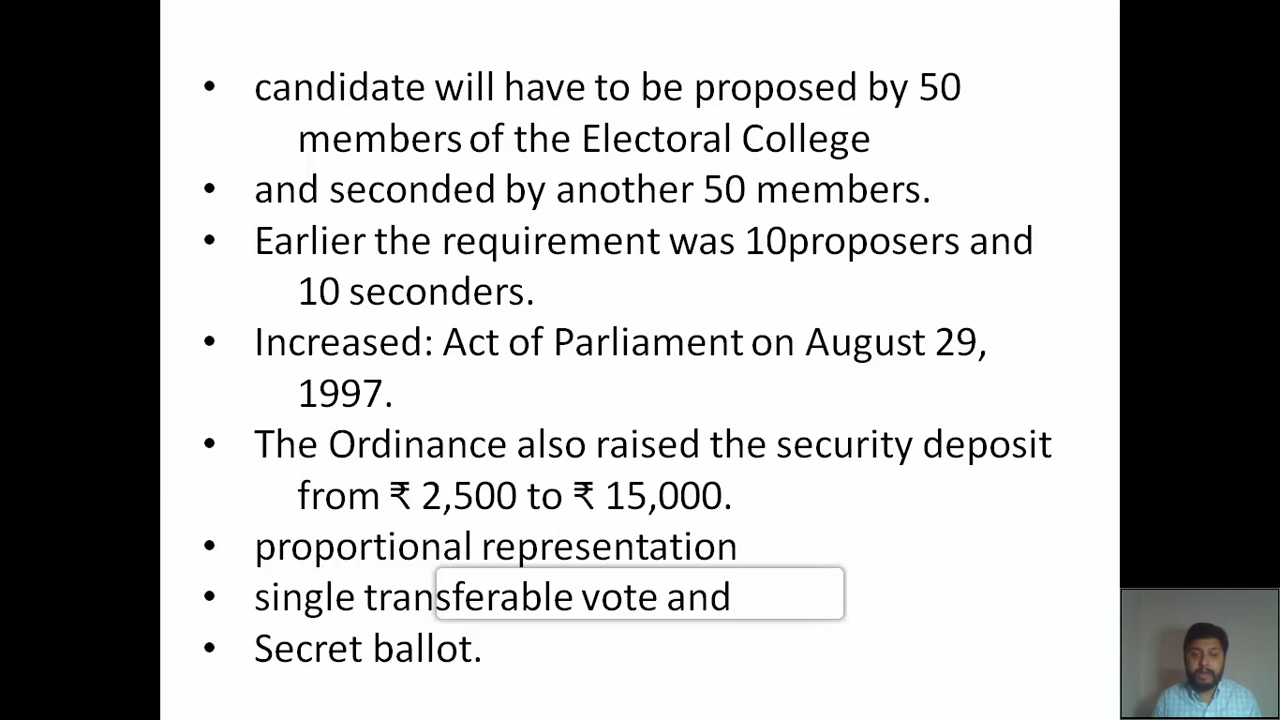 • candidate will have to be proposed by 50
members of the Electoral College
• and seconded by another 50 members.
• Earlier the requirement was 10proposers and
10 seconders.
• Increased: Act of Parliament on August 29,
1997.
• The Ordinance also raised the security deposit
from ₹ 2,500 to ₹ 15,000.
• proportional representation
• single transferable vote and
• Secret ballot.